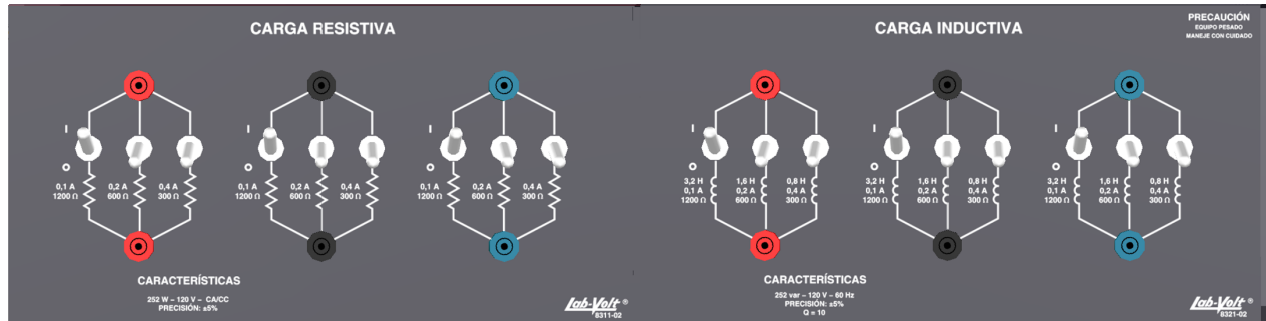 CARGA RESISTIVA
I
O
0,1 A
1200 Ω
0,2 A
600 Ω
0,4 A
300 Ω
I
O
0,1 A
1200 Ω
0,2 A
600 Ω
0,4 A
300 Ω
I
O
0,1 A
1200 Ω
0,2 A
600 Ω
0,4 A
300 Ω
CARACTERÍSTICAS
252 W – 120 V – CA/CC
PRECISIÓN: ±5%
Lab-Volt ®
8311-02
CARGA INDUCTIVA
PRECAUCIÓN
EQUIPO PESADO
MANEJE CON CUIDADO
I
O
3,2 H
0,1 A
1200 Ω
1,6 H
0,2 A
600 Ω
0,8 H
0,4 A
300 Ω
I
O
3,2 H
0,1 A
1200 Ω
1,6 H
0,2 A
600 Ω
0,8 H
0,4 A
300 Ω
I
O
3,2 H
0,1 A
1200 Ω
1,6 H
0,2 A
600 Ω
0,8 H
0,4 A
300 Ω
CARACTERÍSTICAS
252 var – 120 V – 60 Hz
PRECISIÓN: ±5%
Q = 10
Lab-Volt ®
8321-02